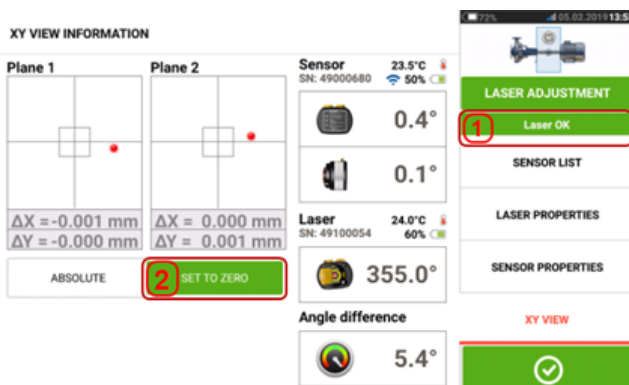 72% 05.02.2019 13:5
XY VIEW INFORMATION
Plane 1
Plane 2
ΔX =-0.001 mm
ΔY = -0.000 mm
ΔX = 0.000 mm
ΔY = 0.001 mm
ABSOLUTE
2 SET TO ZERO
Sensor 23.5°C
SN: 49000680 50%
0.4°
0.1°
Laser 24.0°C
SN: 49100054 60%
355.0°
Angle difference
5.4°
LASER ADJUSTMENT
1 Laser OK
SENSOR LIST
LASER PROPERTIES
SENSOR PROPERTIES
XY VIEW